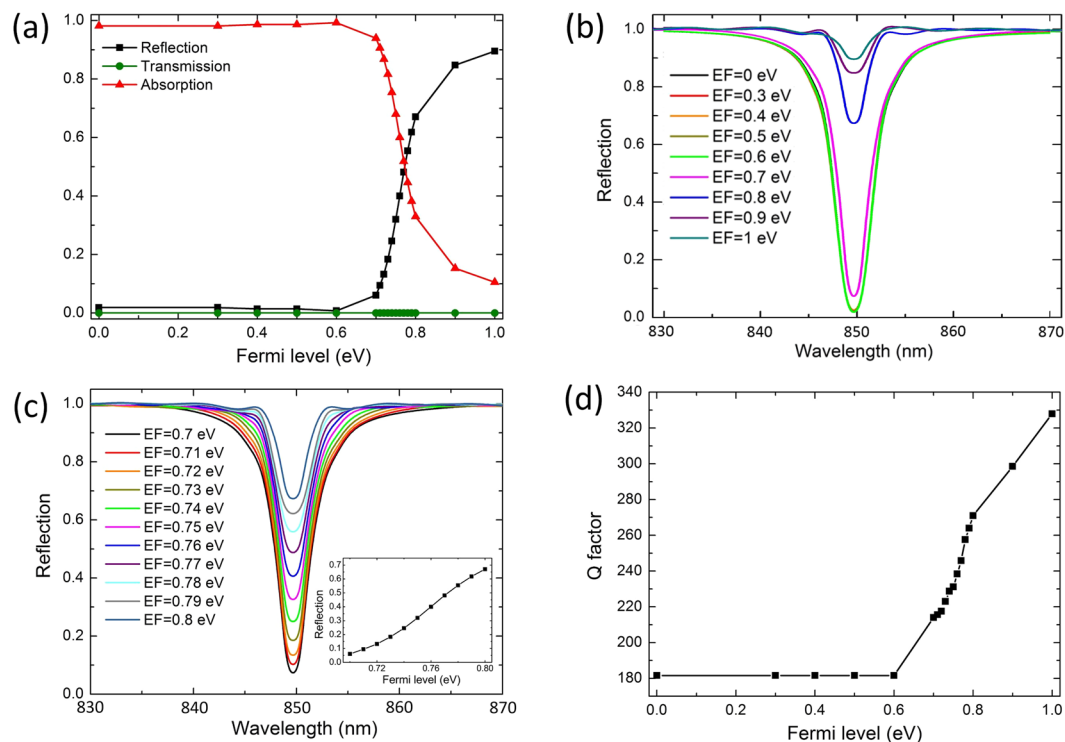 (a)
1.0
0.8
0.6
0.4
0.2
0.0
Reflection
Transmission
Absorption
0.0 0.2 0.4 0.6 0.8 1.0
Fermi level (eV)
(b)
Reflection
1.0
0.8
0.6
0.4
0.2
0.0
EF=0 eV
EF=0.3 eV
EF=0.4 eV
EF=0.5 eV
EF=0.6 eV
EF=0.7 eV
EF=0.8 eV
EF=0.9 eV
EF=1 eV
830 840 850 860 871
Wavelength (nm)
(c)
Reflection
1.0
0.8
0.6
0.4
0.2
0.0
EF=0.7 eV
EF=0.71 eV
EF=0.72 eV
EF=0.73 eV
EF=0.74 eV
EF=0.75 eV
EF=0.76 eV
EF=0.77 eV
EF=0.78 eV
EF=0.79 eV
EF=0.8 eV
Reflection
0.7
0.6
0.5
0.4
0.3
0.2
0.1
0.0
0.72 0.76 0.80
Fermi level (eV)
830 840 850 860 870
Wavelength (nm)
(d)
Q factor
340
320
300
280
260
240
220
200
180
0.0 0.2 0.4 0.6 0.8 1.0
Fermi level (eV)